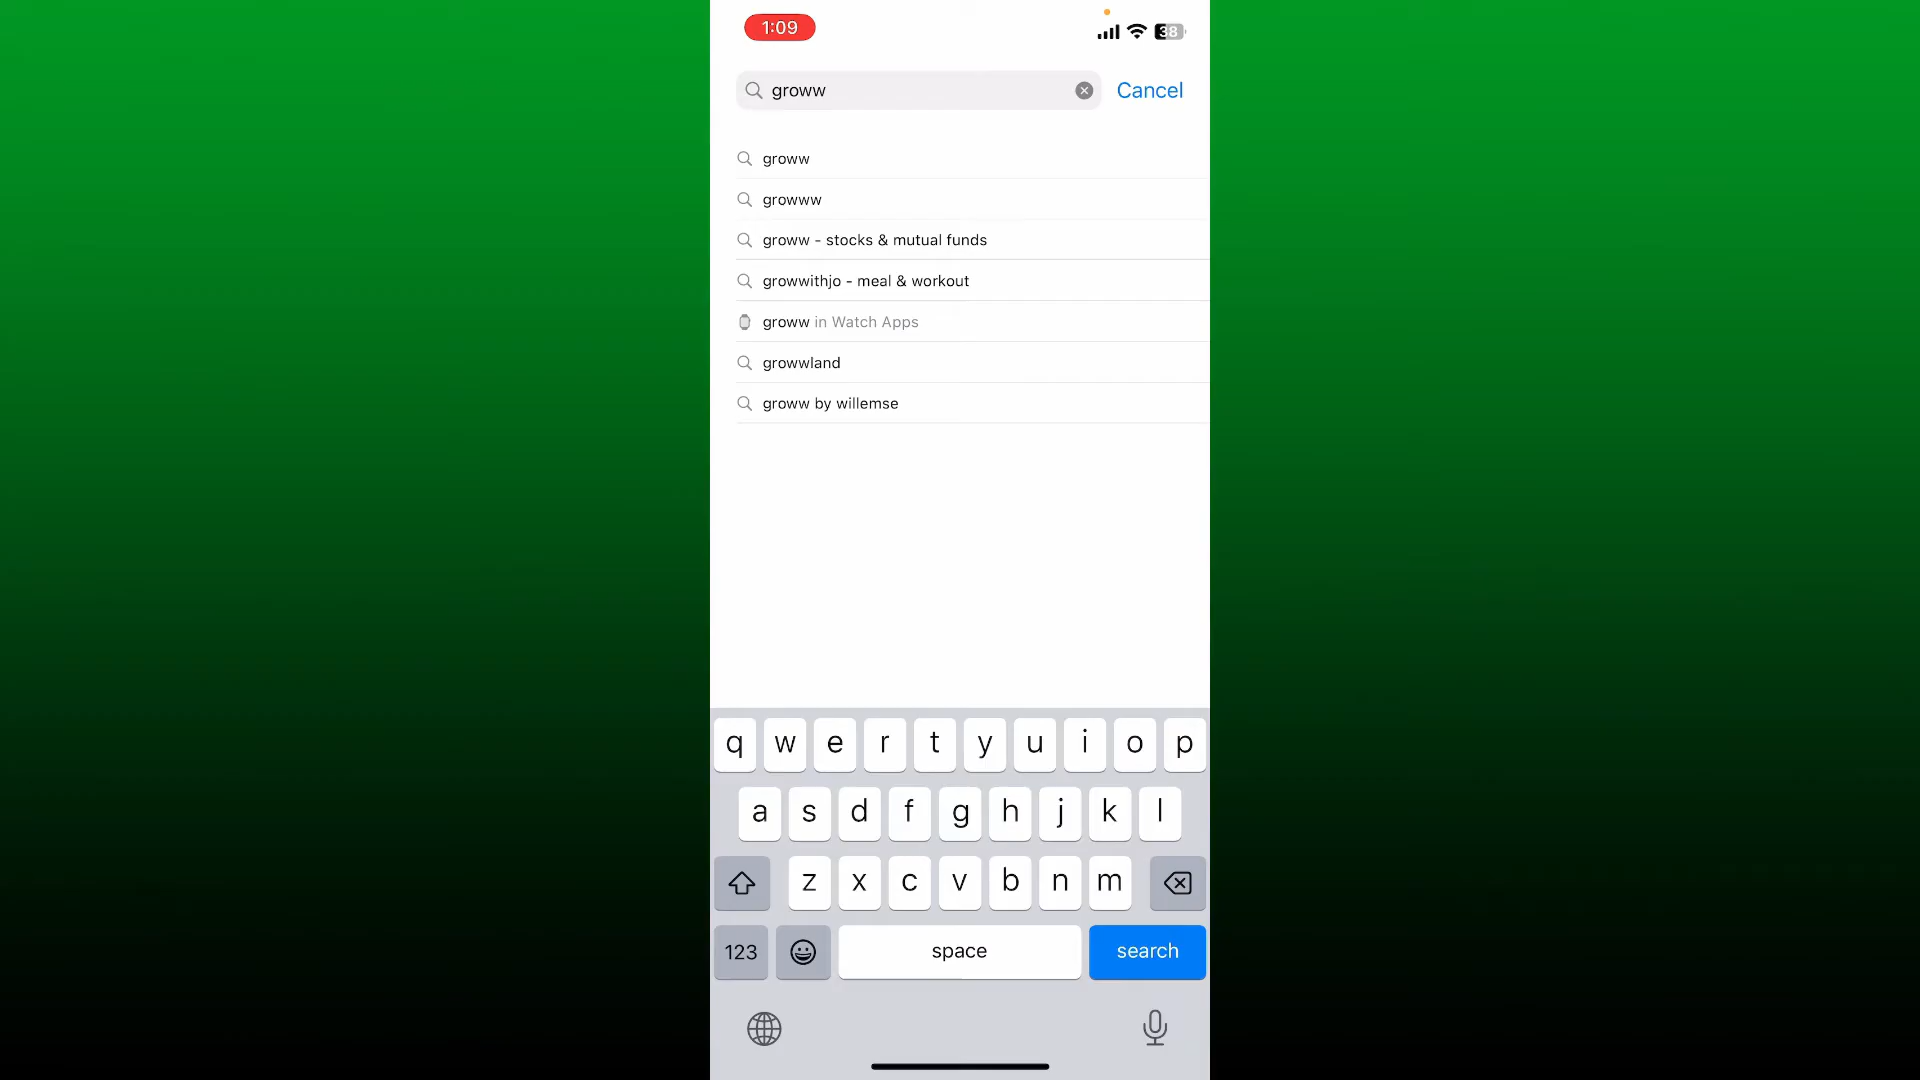 1:09
38
groww
Cancel
groww
growww
groww - stocks & mutual funds
growwithjo - meal & workout
groww in Watch Apps
growwland
groww by willemse
q w e r t y u i o p
a s d f g h j k l
z x c v b n m
123 space search